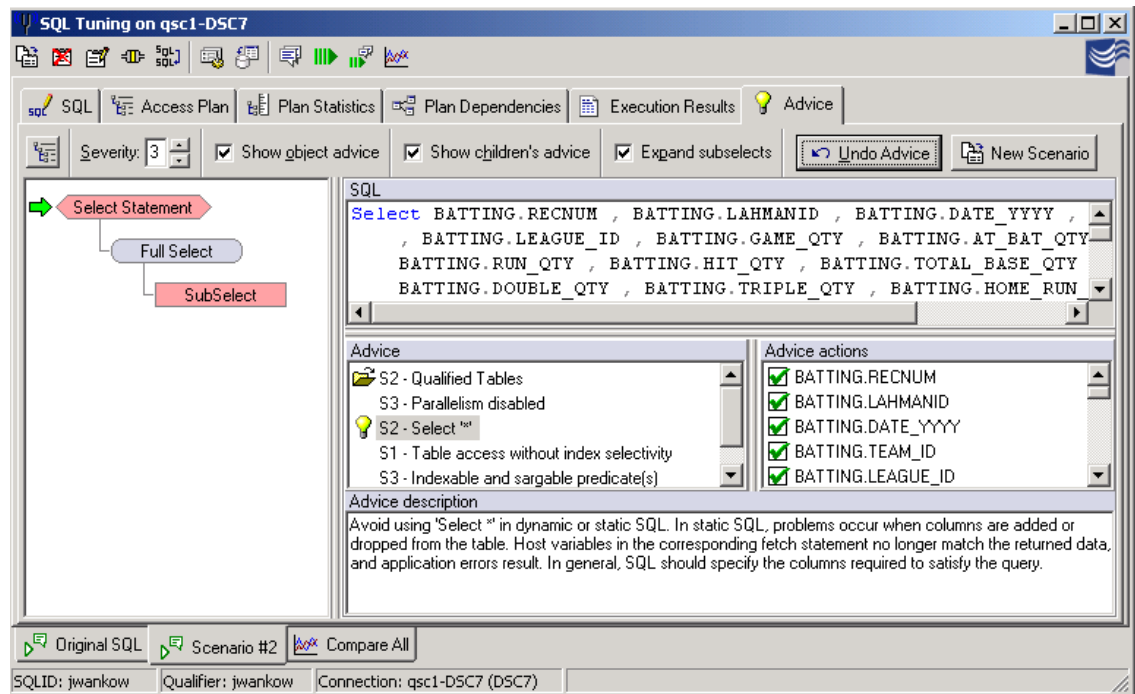 SQL Tuning on qsc1-DSC7
SQL
SQL
sql SQL Access Plan Plan Statistics Plan Dependencies Execution Results Advice
Severity: 3 Show object advice Show children's advice Expand subselects Undo Advice New Scenario
Select Statement
Full Select
SubSelect
SQL
Select BATTING.RECNUM , BATTING.LAHMANID , BATTING.DATE_YYYY ,
, BATTING.LEAGUE_ID , BATTING.GAME_QTY , BATTING.AT_BAT_QTY
BATTING.RUN_QTY , BATTING.HIT_QTY , BATTING.TOTAL_BASE_QTY
BATTING.DOUBLE_QTY , BATTING.TRIPLE_QTY , BATTING.HOME_RUN_
Advice
S2 - Qualified Tables
S3 - Parallelism disabled
S2 - Select '*'
S1 - Table access without index selectivity
S3 - Indexable and sargable predicate(s)
Advice actions
BATTING.RECNUM
BATTING.LAHMANID
BATTING.DATE_YYYY
BATTING.TEAM_ID
BATTING.LEAGUE_ID
Advice description
Avoid using 'Select *' in dynamic or static SQL. In static SQL, problems occur when columns are added or
dropped from the table. Host variables in the corresponding fetch statement no longer match the returned data,
and application errors result. In general, SQL should specify the columns required to satisfy the query.
Original SQL Scenario #2 Compare All
SQLID: jwankow Qualifier: jwankow Connection: qsc1-DSC7 (DSC7)